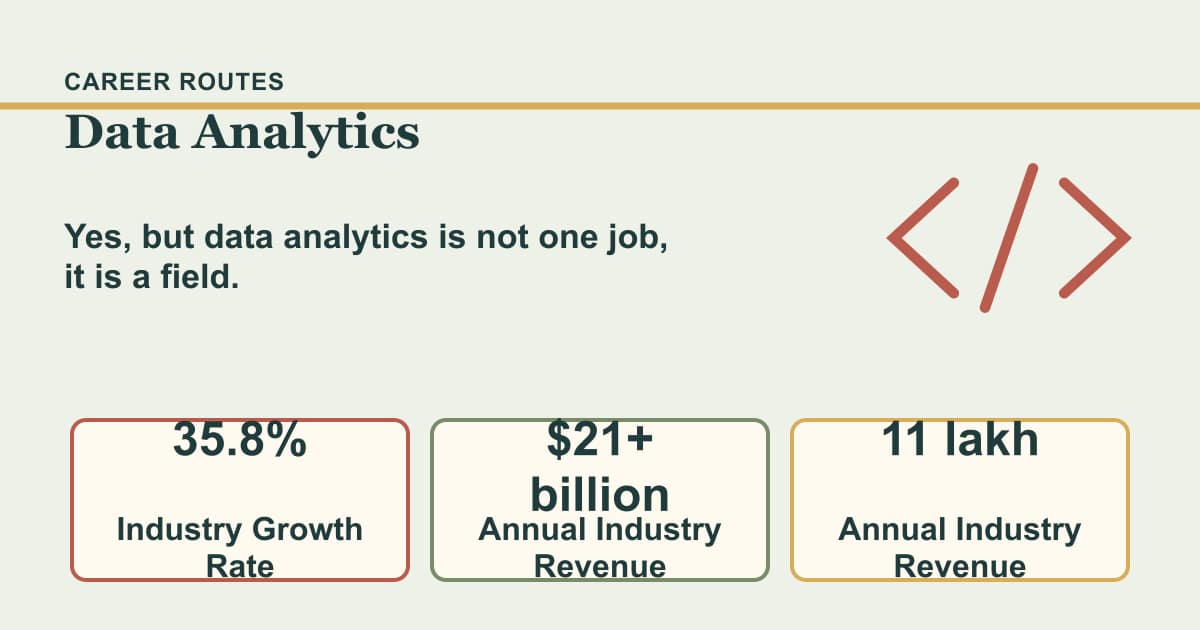 CAREER ROUTES
Data Analytics
Yes, but data analytics is not one job,
it is a field.
35.8%
Industry Growth
Rate
$21+
billion
Annual Industry
Revenue
11 lakh
Annual Industry
Revenue